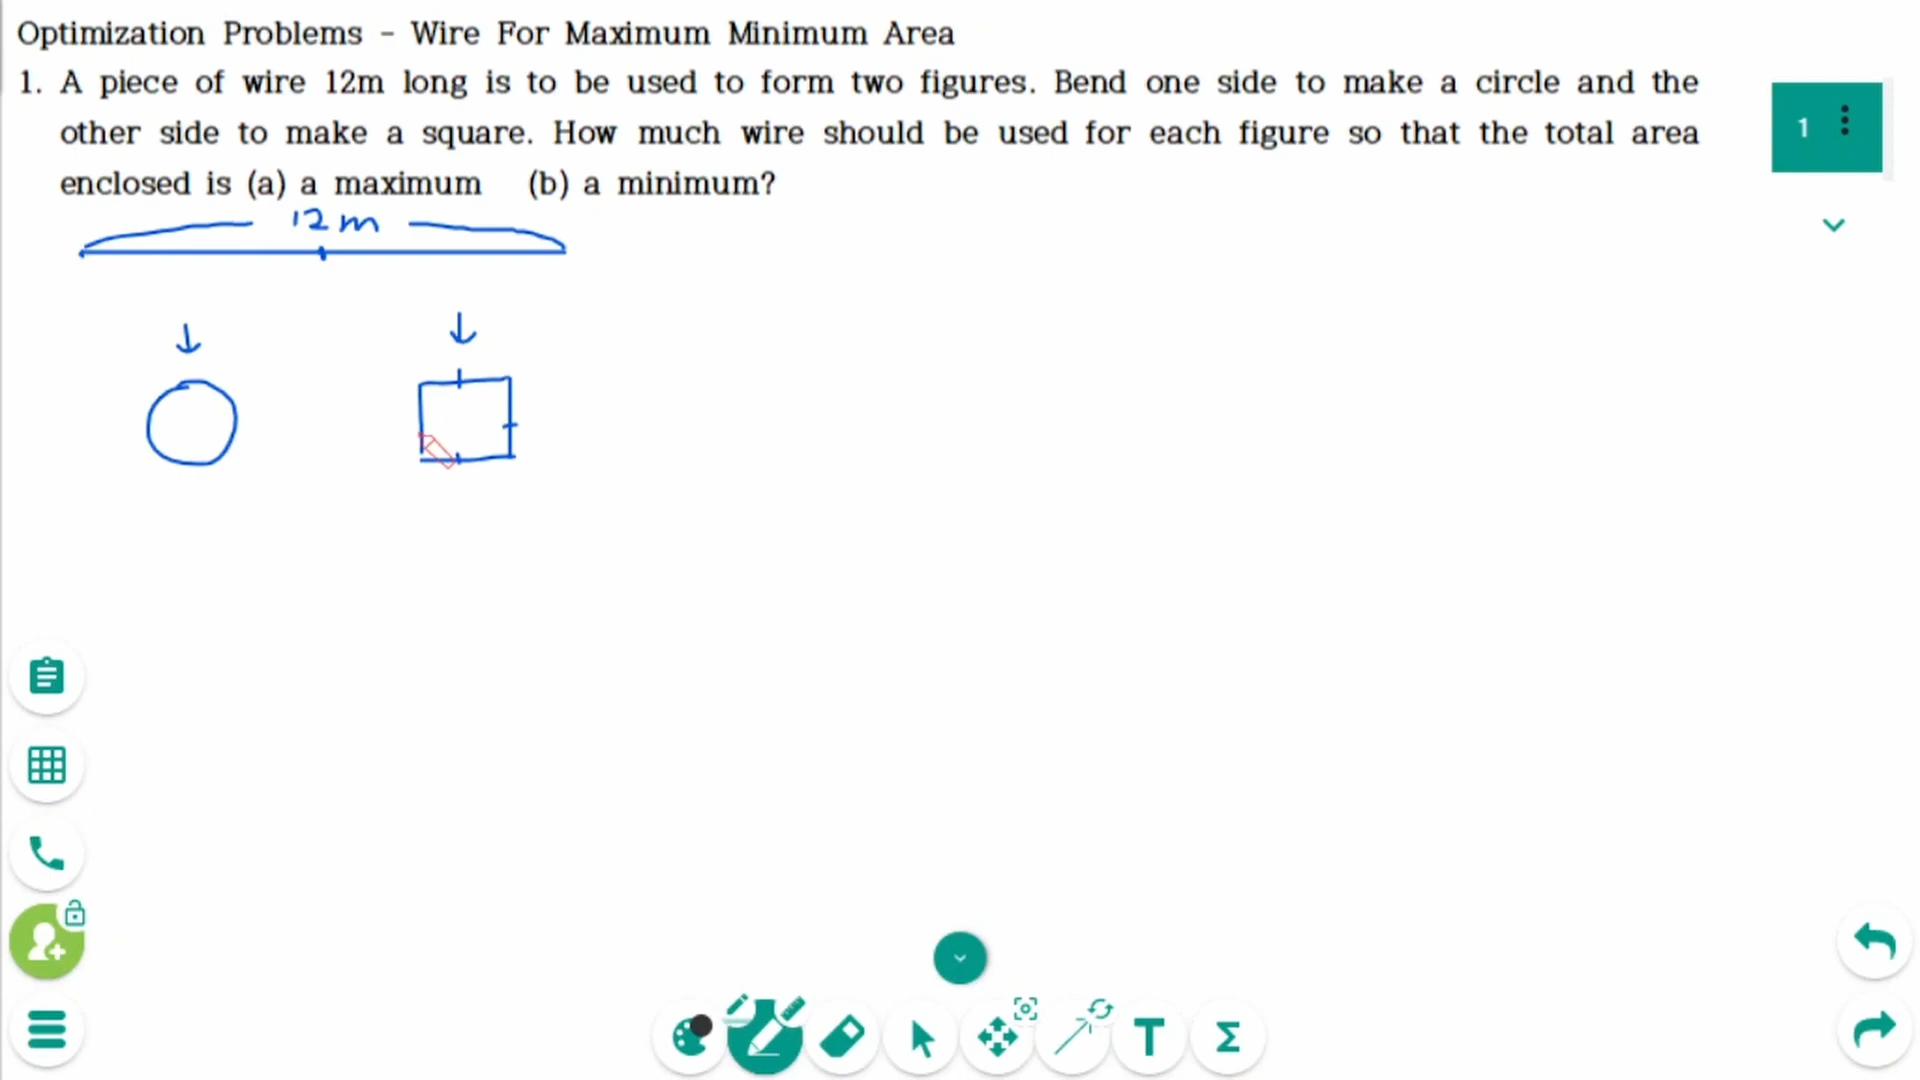 Optimization Problems - Wire For Maximum Minimum Area
1. A piece of wire 12m long is to be used to form two figures. Bend one side to make a circle and the
other side to make a square. How much wire should be used for each figure so that the total area
enclosed is (a) a maximum (b) a minimum?
12 m
1
T
Σ